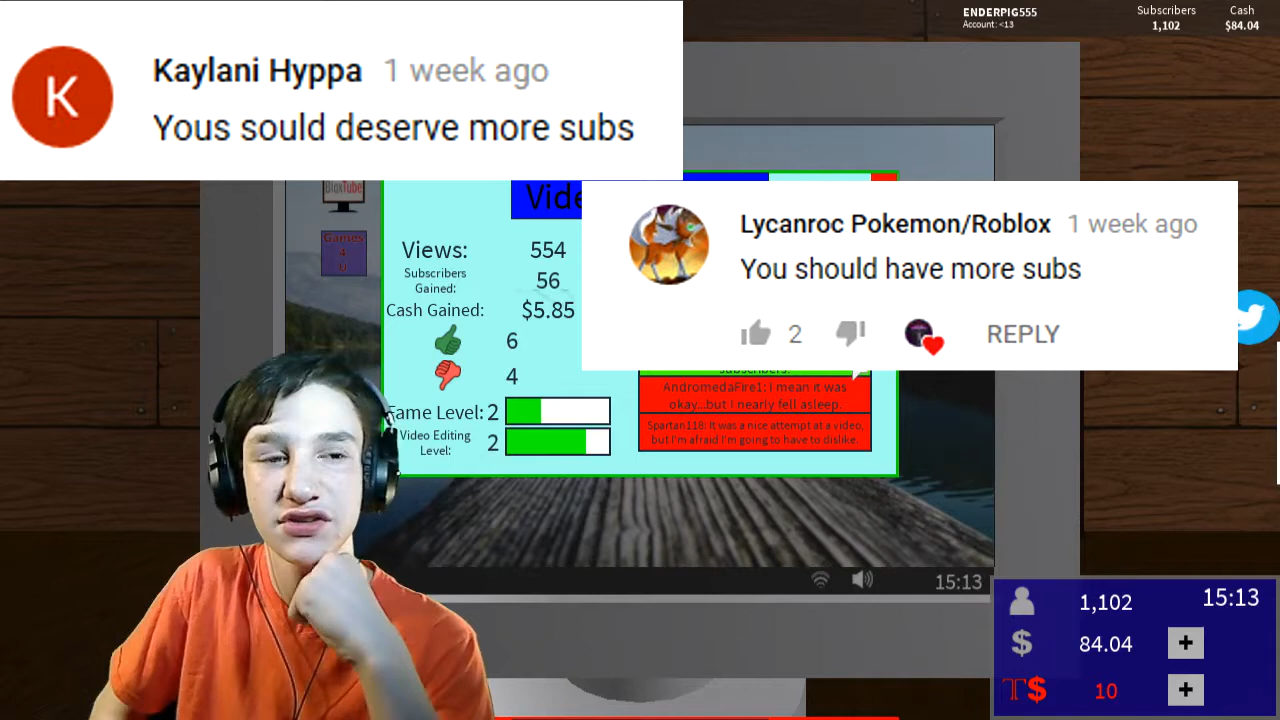 ENDERPIG555
Account: <13
Subscribers
1,102
Cash
$84.04
K
Kaylani Hyppa 1 week ago
Yous sould deserve more subs
BloxTube
Games
4
U
Views: 554
Subscribers
Gained:
56
Cash Gained: $5.85
6
4
Fame Level: 2
Video Editing
Level:
2
Lycanroc Pokemon/Roblox 1 week ago
You should have more subs
2
REPLY
subscribers!
AndromedaFire1: I mean it was
okay...but I nearly fell asleep.
Spartan118: It was a nice attempt at a video,
but I'm afraid I'm going to have to dislike.
15:13
1,102
15:13
$ 84.04 +
T$ 10 +